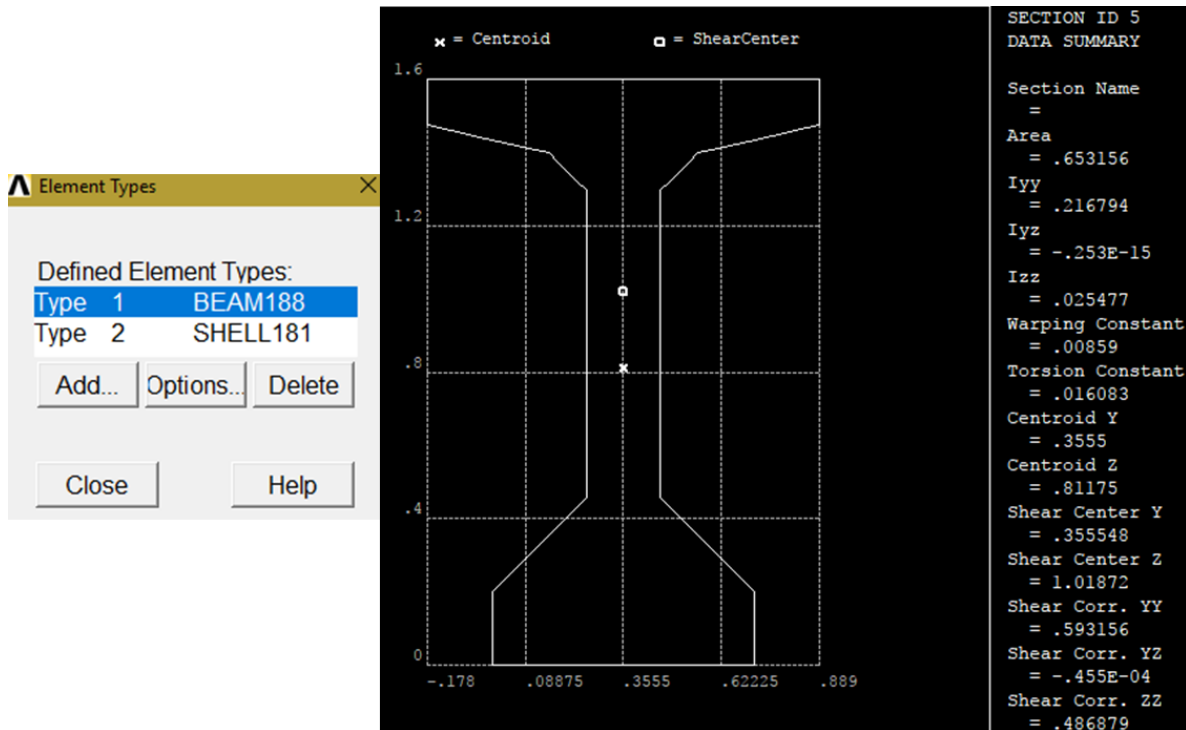 Element Types
Defined Element Types:
Type 1 BEAM188
Type 2 SHELL181
Add... Options... Delete
Close Help
x = Centroid o = ShearCenter
1.6
1.2
.8
.4
0
-.178 .08875 .3555 .62225 .889
SECTION ID 5
DATA SUMMARY
Section Name
=
Area
= .653156
Iyy
= .216794
Iyz
= -.253E-15
Izz
= .025477
Warping Constant
= .00859
Torsion Constant
= .016083
Centroid Y
= .3555
Centroid Z
= .81175
Shear Center Y
= .355548
Shear Center Z
= 1.01872
Shear Corr. YY
= .593156
Shear Corr. YZ
= -.455E-04
Shear Corr. ZZ
= .486879